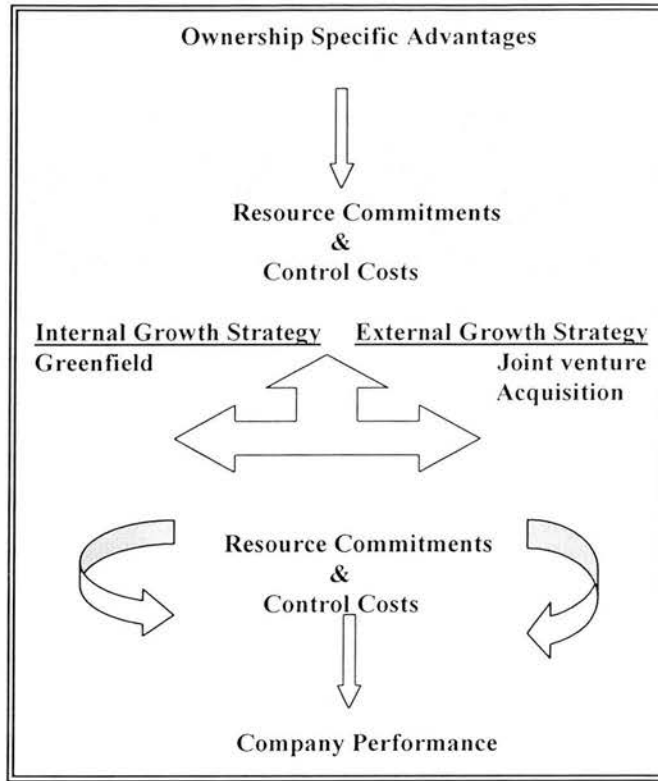 Ownership Specific Advantages
Resource Commitments
&
Control Costs
Internal Growth Strategy External Growth Strategy
Greenfield Joint venture
Acquisition
Resource Commitments
&
Control Costs
Company Performance